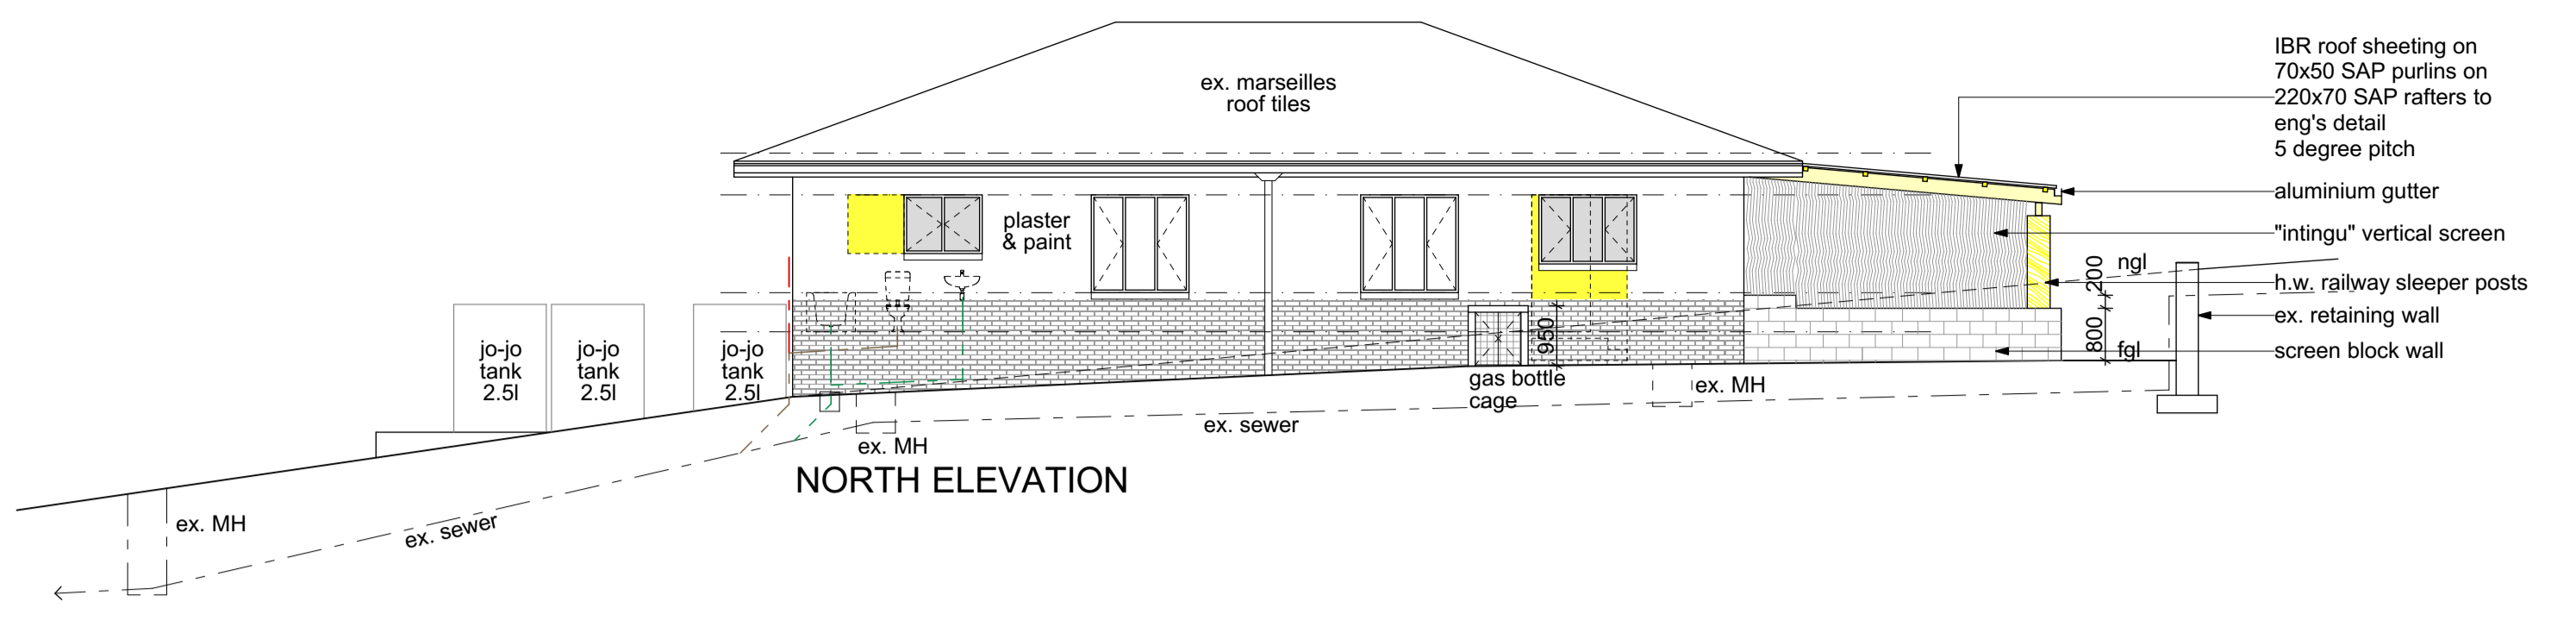 ex. marseilles
roof tiles
IBR roof sheeting on
70x50 SAP purlins on
220x70 SAP rafters to
eng's detail
5 degree pitch
aluminium gutter
"intingu" vertical screen
h.w. railway sleeper posts
ex. retaining wall
screen block wall
plaster
& paint
ngl
200
800
fgl
950
jo-jo
tank
2.5l
jo-jo
tank
2.5l
jo-jo
tank
2.5l
gas bottle
cage
ex. MH
ex. sewer
ex. MH
NORTH ELEVATION
ex. MH
ex. sewer